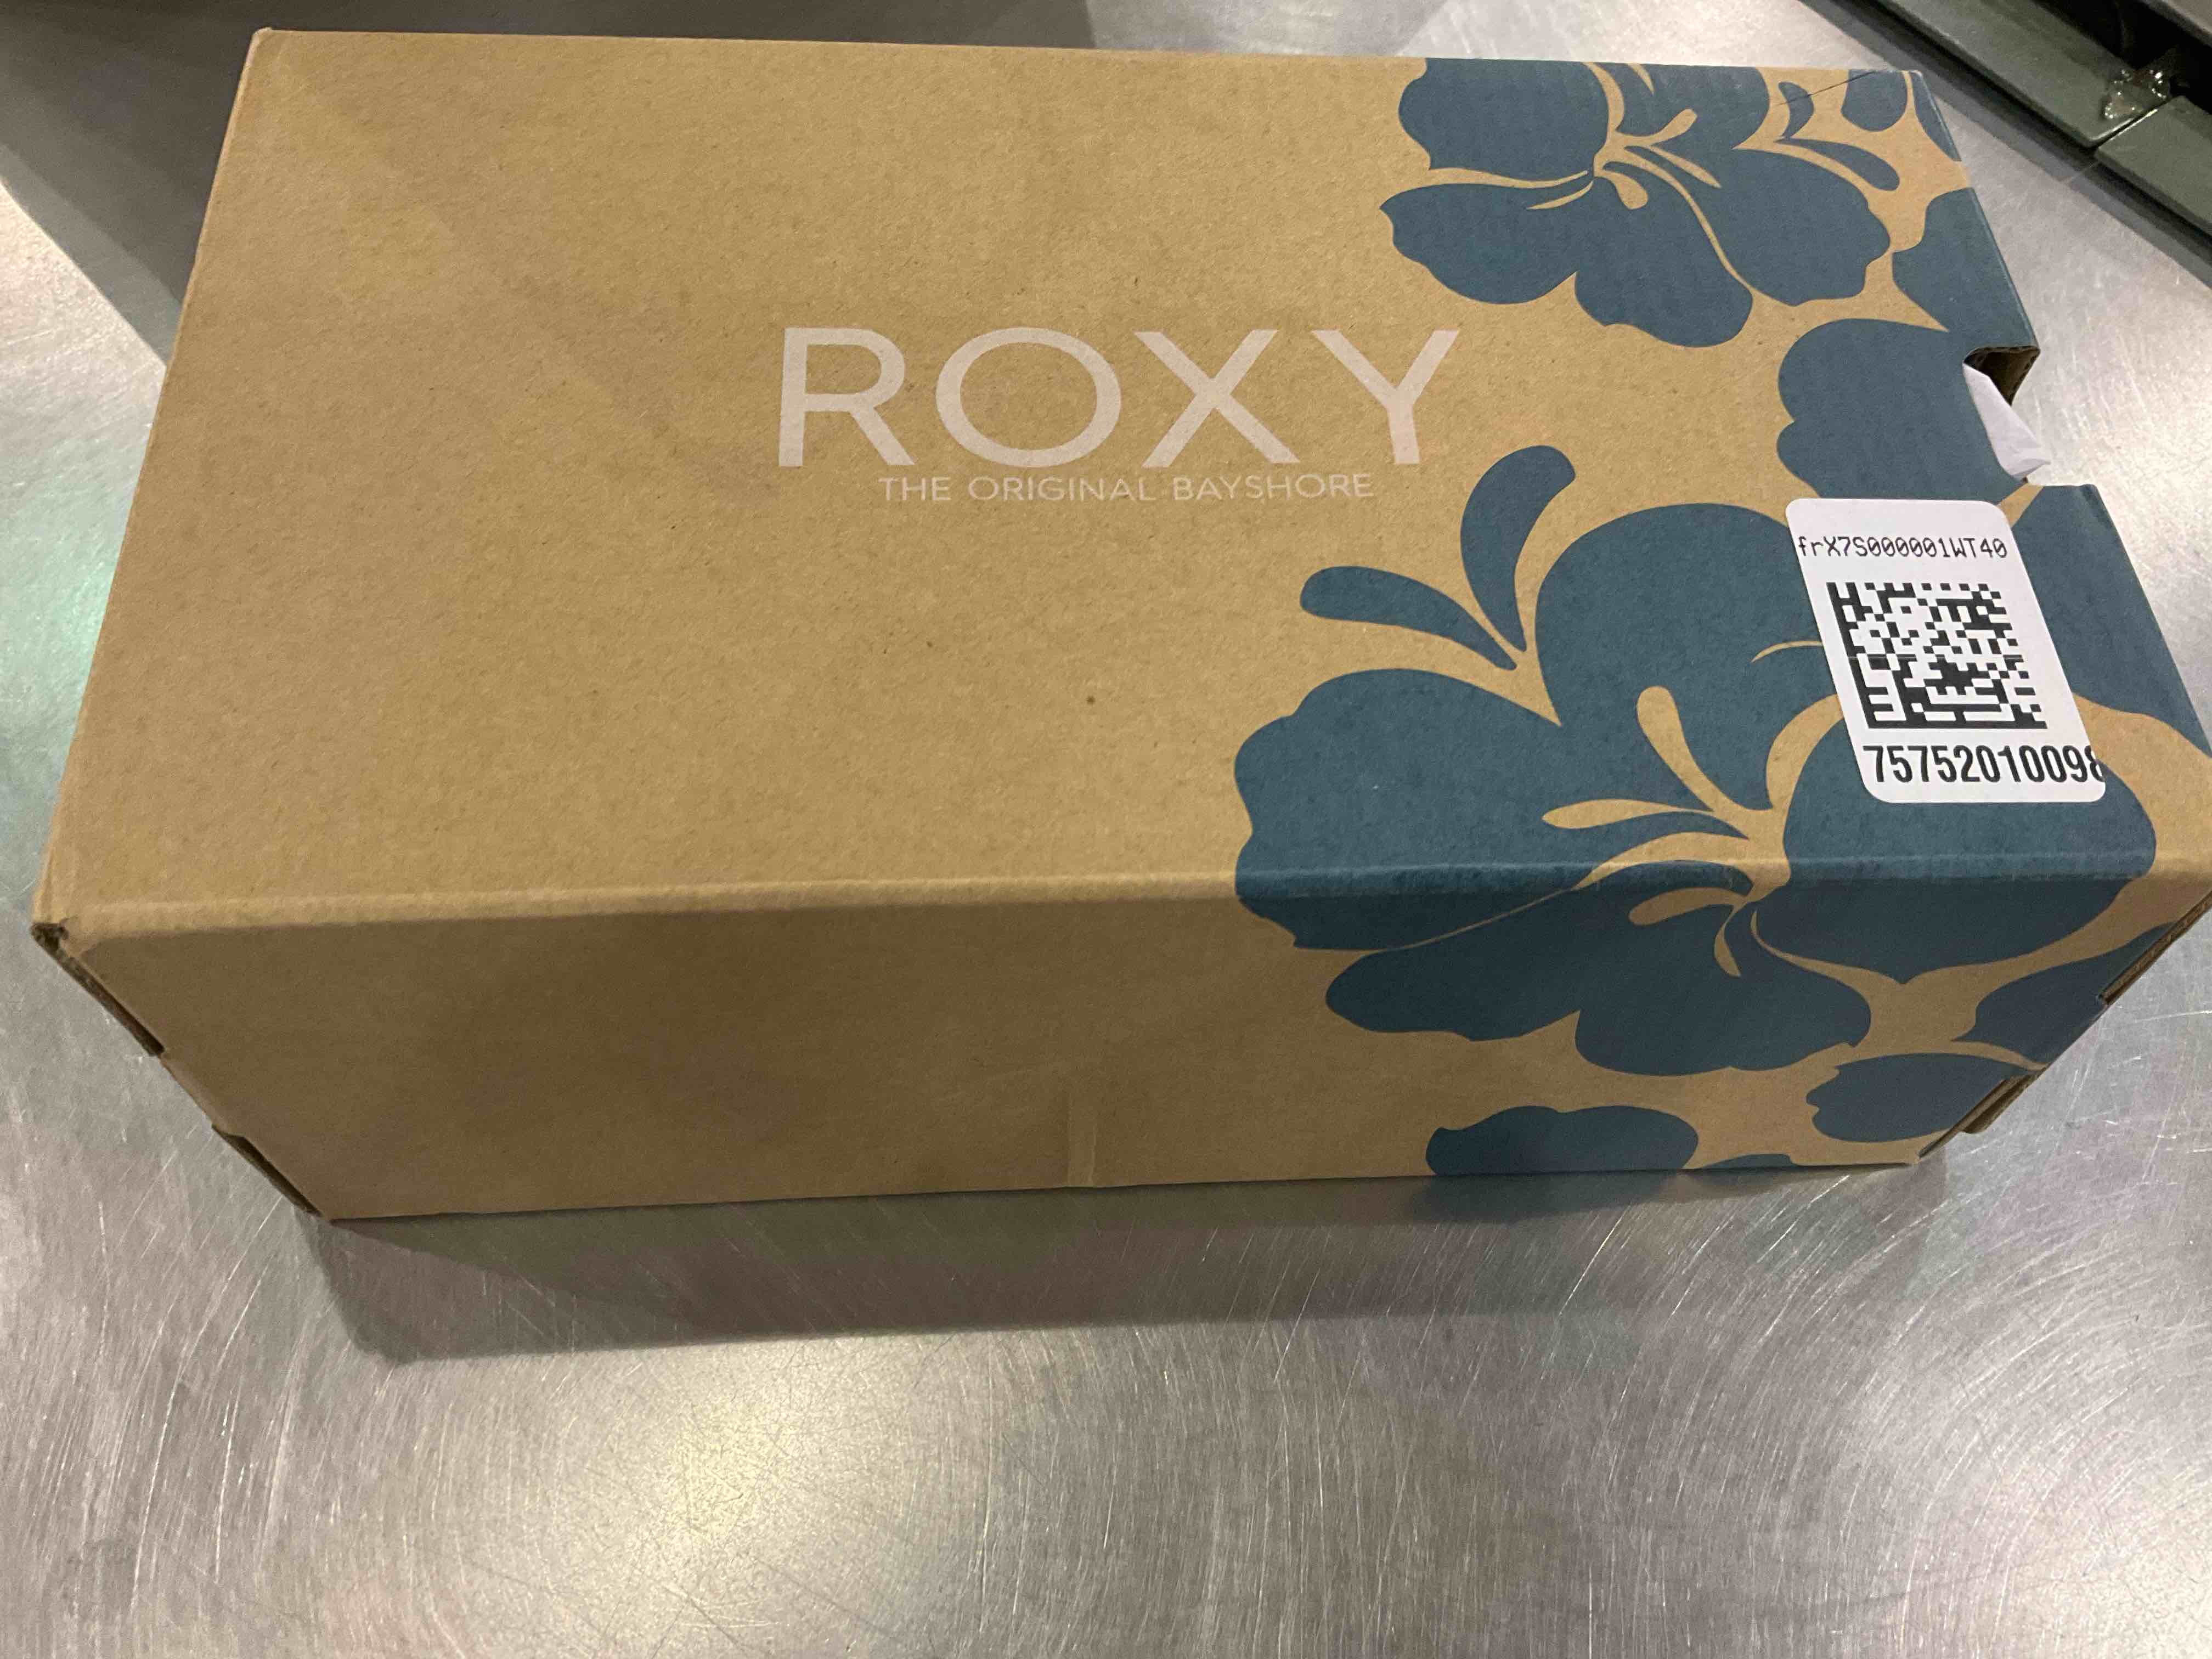 ROXY
THE ORIGINAL BAYSHORE
frX7S000001WT40
75752010098